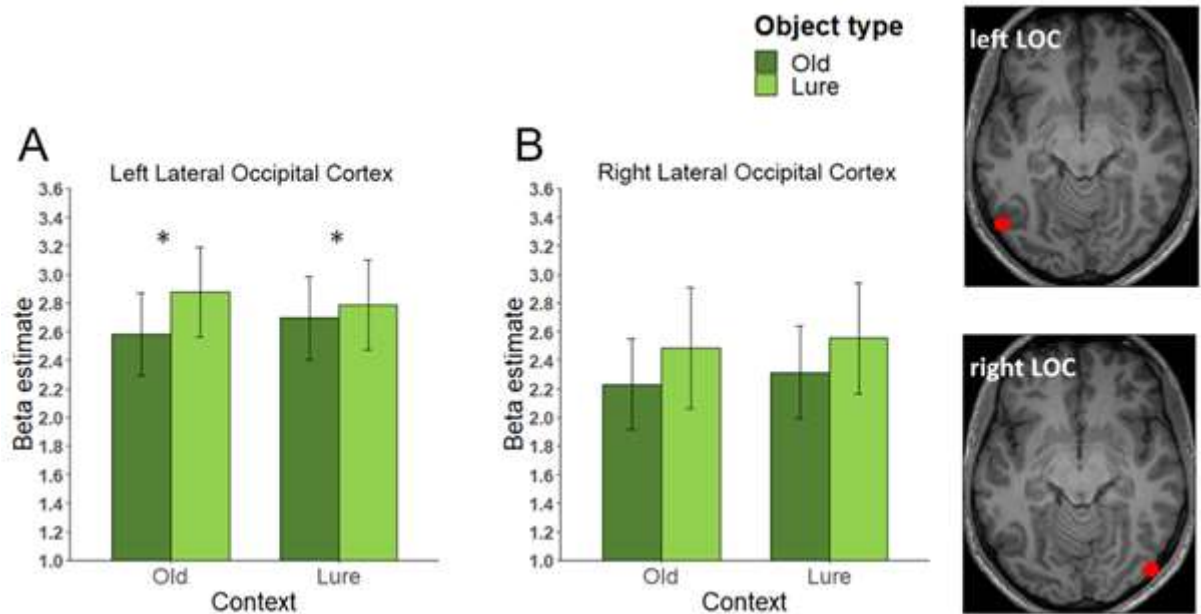 Object type
Old
Lure
left LOC
A
Left Lateral Occipital Cortex
3.6
3.4
3.2
3.0
2.8
2.6
2.4
2.2
2.0
1.8
1.6
1.4
1.2
1.0
Beta estimate
*
*
Old
Lure
Context
B
Right Lateral Occipital Cortex
3.6
3.4
3.2
3.0
2.8
2.6
2.4
2.2
2.0
1.8
1.6
1.4
1.2
1.0
Beta estimate
Old
Lure
Context
right LOC